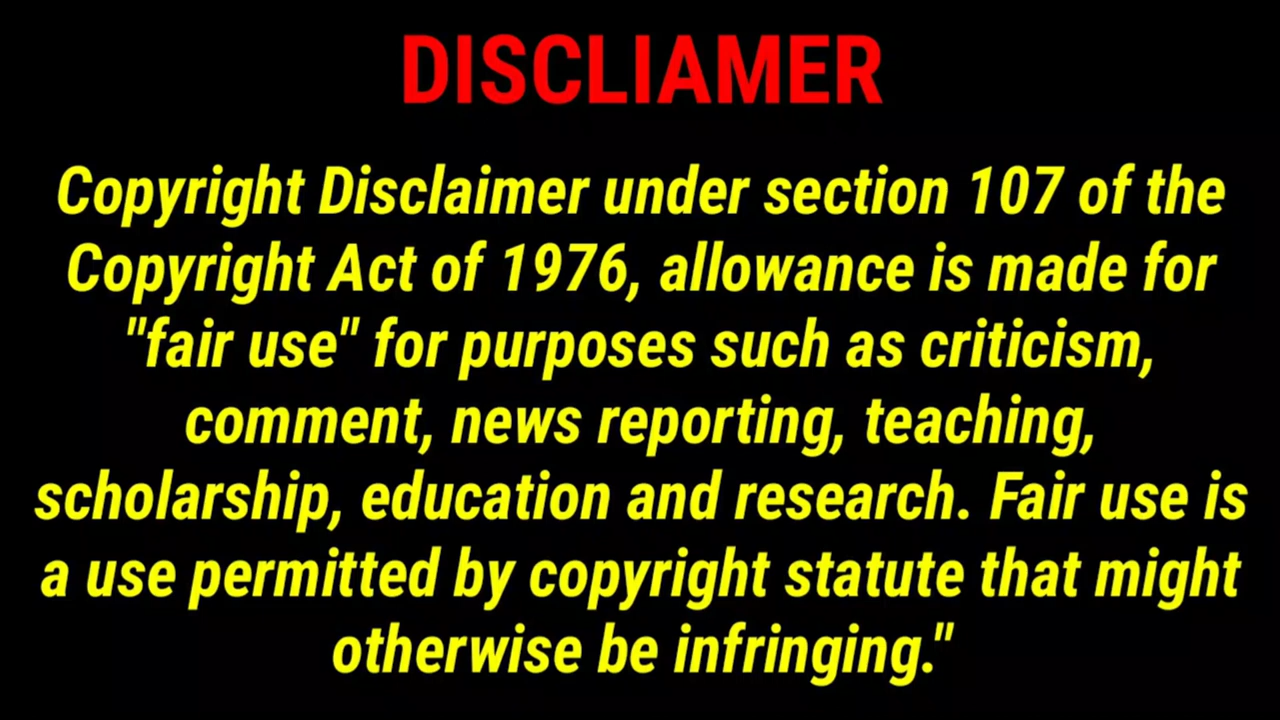 DISCLIAMER
Copyright Disclaimer under section 107 of the
Copyright Act of 1976, allowance is made for
"fair use" for purposes such as criticism,
comment, news reporting, teaching,
scholarship, education and research. Fair use is
a use permitted by copyright statute that might
otherwise be infringing."